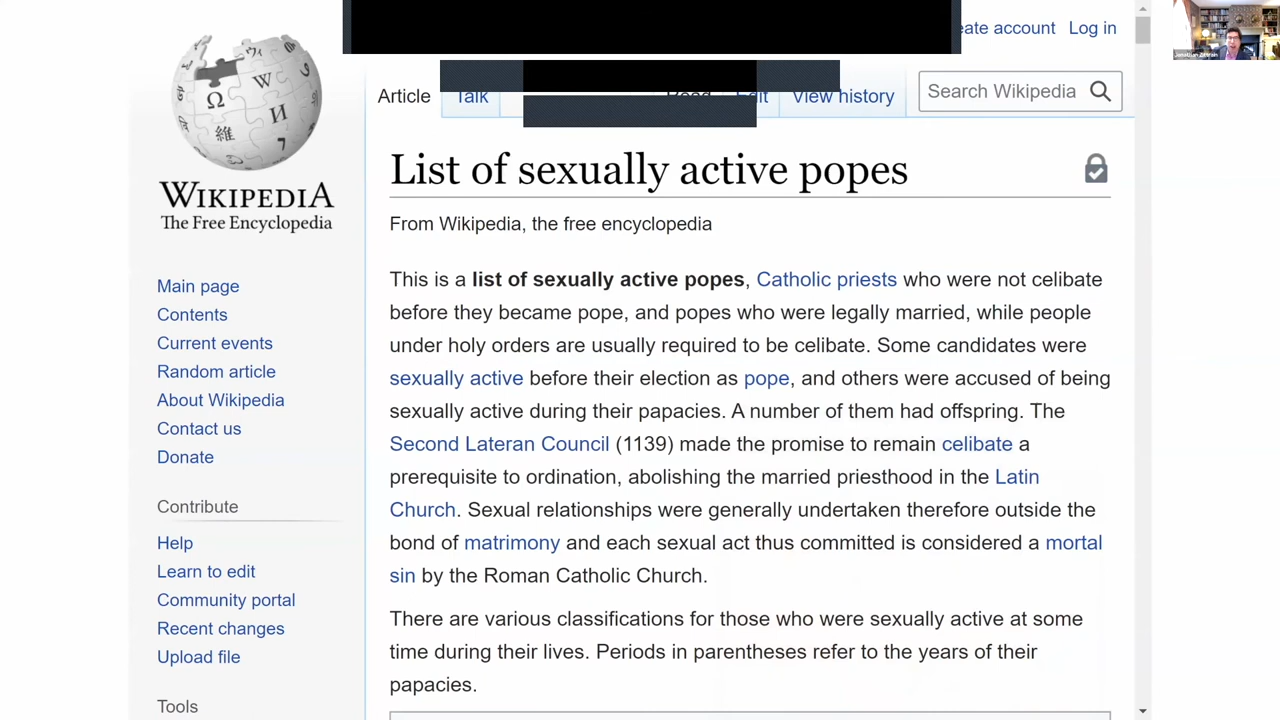 eate account Log in
Jonathan Zittrain
Article Talk Read Edit View history
Search Wikipedia
WIKIPEDIA
The Free Encyclopedia
List of sexually active popes
From Wikipedia, the free encyclopedia
This is a list of sexually active popes, Catholic priests who were not celibate
before they became pope, and popes who were legally married, while people
under holy orders are usually required to be celibate. Some candidates were
sexually active before their election as pope, and others were accused of being
sexually active during their papacies. A number of them had offspring. The
Second Lateran Council (1139) made the promise to remain celibate a
prerequisite to ordination, abolishing the married priesthood in the Latin
Church. Sexual relationships were generally undertaken therefore outside the
bond of matrimony and each sexual act thus committed is considered a mortal
sin by the Roman Catholic Church.
There are various classifications for those who were sexually active at some
time during their lives. Periods in parentheses refer to the years of their
papacies.
Main page
Contents
Current events
Random article
About Wikipedia
Contact us
Donate
Contribute
Help
Learn to edit
Community portal
Recent changes
Upload file
Tools